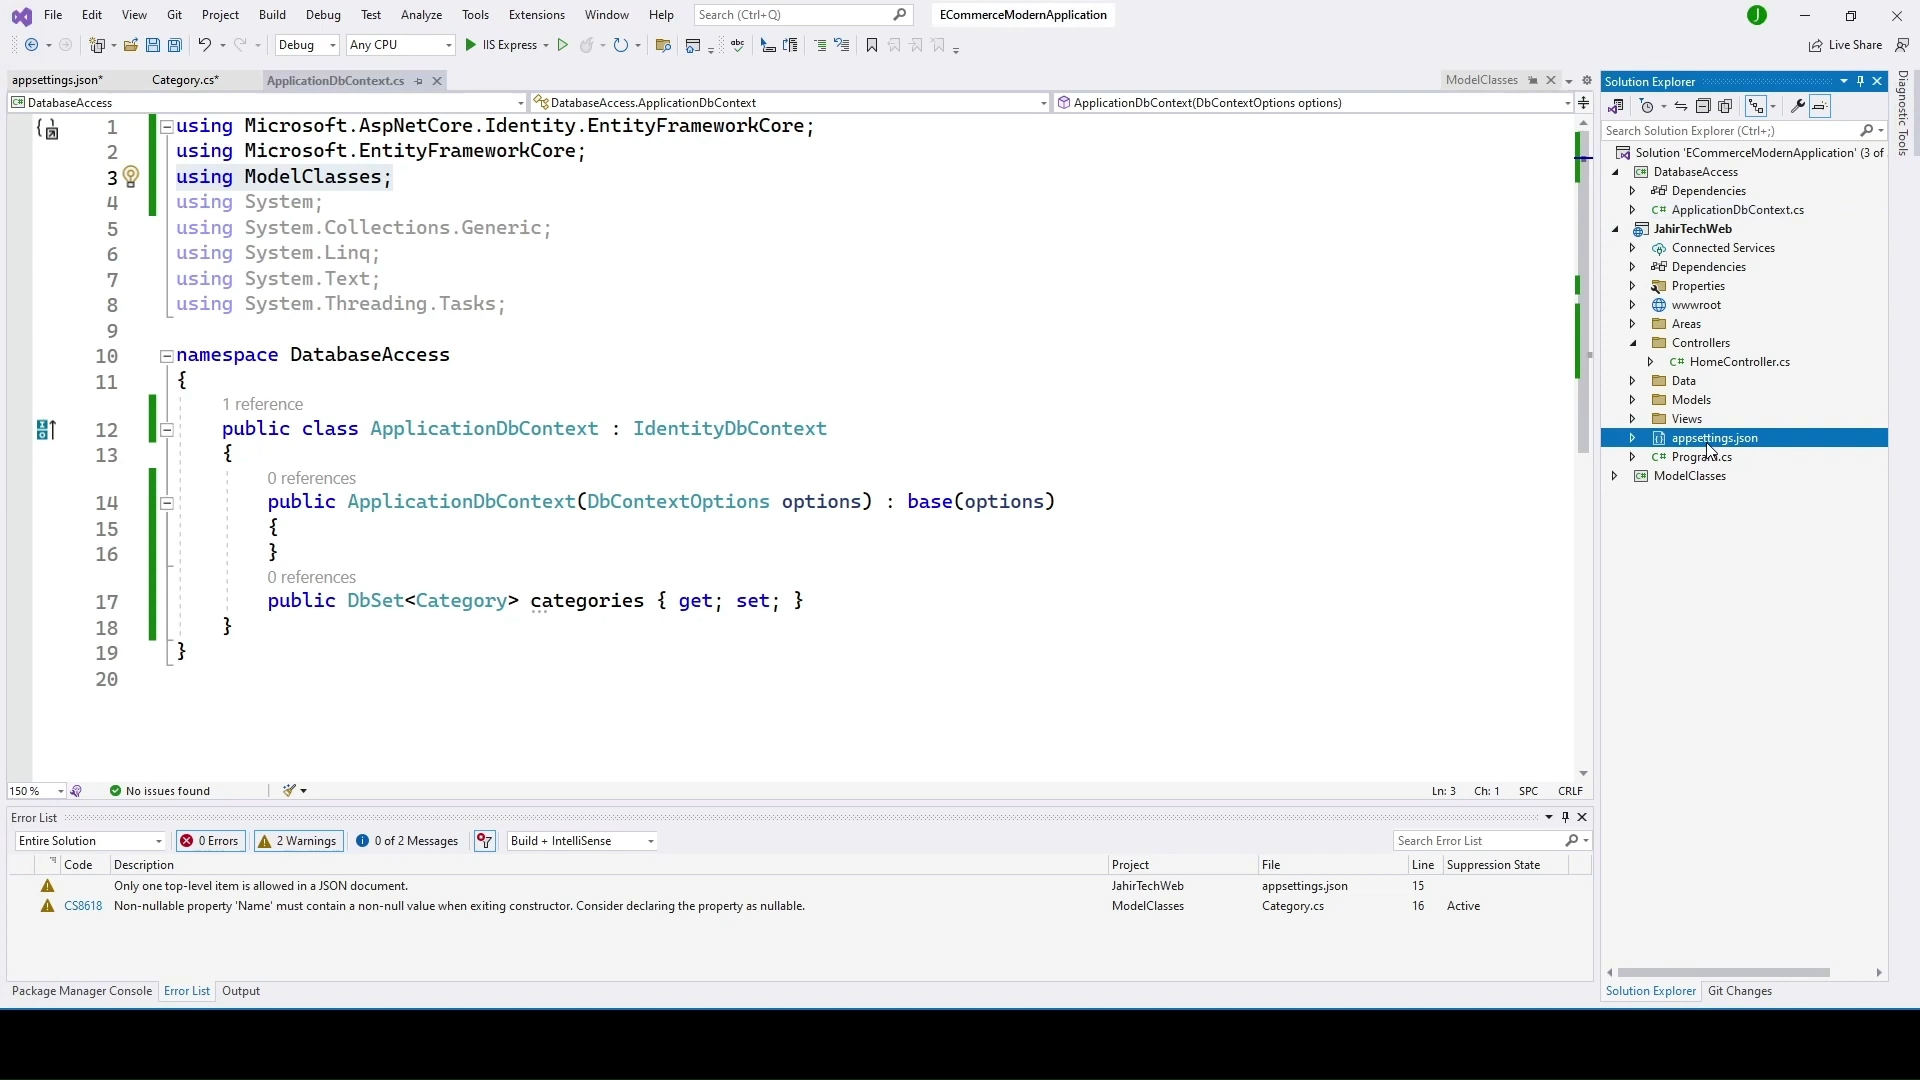 File Edit View Git Project Build Debug Test Analyze Tools Extensions Window Help Search (Ctrl+Q) ECommerceModernApplication J
Debug Any CPU IIS Express Live Share
appsettings.json* Category.cs* ApplicationDbContext.cs ModelClasses
DatabaseAccess DatabaseAccess.ApplicationDbContext ApplicationDbContext(DbContextOptions options)
1 using Microsoft.AspNetCore.Identity.EntityFrameworkCore;
2 using Microsoft.EntityFrameworkCore;
3 using ModelClasses;
4 using System;
5 using System.Collections.Generic;
6 using System.Linq;
7 using System.Text;
8 using System.Threading.Tasks;
9
10 namespace DatabaseAccess
11 {
1 reference
12 public class ApplicationDbContext : IdentityDbContext
13 {
0 references
14 public ApplicationDbContext(DbContextOptions options) : base(options)
15 {
16 }
0 references
17 public DbSet<Category> categories { get; set; }
18 }
19 }
20
150 % No issues found Ln: 3 Ch: 1 SPC CRLF
Error List
Entire Solution 0 Errors 2 Warnings 0 of 2 Messages Build + IntelliSense Search Error List
Code Description Project File Line Suppression State
Only one top-level item is allowed in a JSON document. JahirTechWeb appsettings.json 15
CS8618 Non-nullable property 'Name' must contain a non-null value when exiting constructor. Consider declaring the property as nullable. ModelClasses Category.cs 16 Active
Package Manager Console Error List Output
Solution Explorer
Search Solution Explorer (Ctrl+;)
Solution 'ECommerceModernApplication' (3 of
DatabaseAccess
Dependencies
ApplicationDbContext.cs
JahirTechWeb
Connected Services
Dependencies
Properties
wwwroot
Areas
Controllers
HomeController.cs
Data
Models
Views
appsettings.json
Program.cs
ModelClasses
Solution Explorer Git Changes
Diagnostic Tools